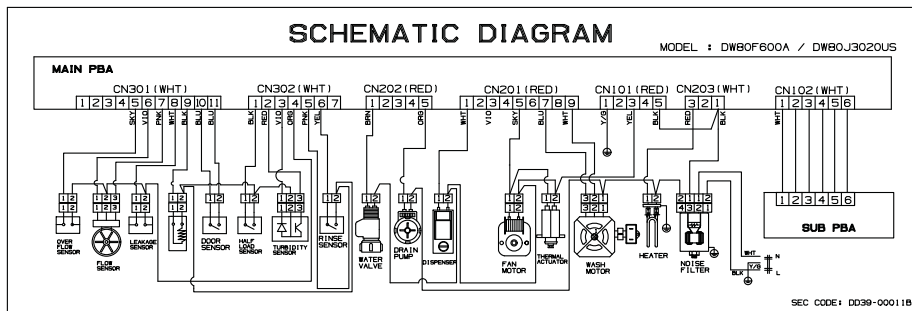 SCHEMATIC DIAGRAM
MODEL : DW80F600A / DW80J3020US
MAIN PBA
CN301(WHT) CN302(WHT) CN202(RED) CN201(RED) CN101(RED) CN203(WHT) CN102(WHT)
1 2 3 4 5 6 7 8 9 10 11 1 2 3 4 5 6 7 1 2 3 4 5 1 2 3 4 5 6 7 8 9 1 2 3 4 5 3 2 1 1 2 3 4 5 6
SKY VIO PNK WHT BLK BLU BLU BLK RED VIO ORG PNK YEL BRN ORG WHT VIO SKY BLU WHT Y/G YEL BLK RED BLK WHT
1 2 3 4 5 6
SUB PBA
OVER FLOW SENSOR
FLOW SENSOR
LEAKAGE SENSOR
DOOR SENSOR
HALF LOAD SENSOR
TURBIDITY SENSOR
RINSE SENSOR
WATER VALVE
DRAIN PUMP
DISPENSER
FAN MOTOR
THERMAL ACTUATOR
WASH MOTOR
HEATER
NOISE FILTER
WHT N
Y/G
BLK L
SEC CODE: DD39-00011B